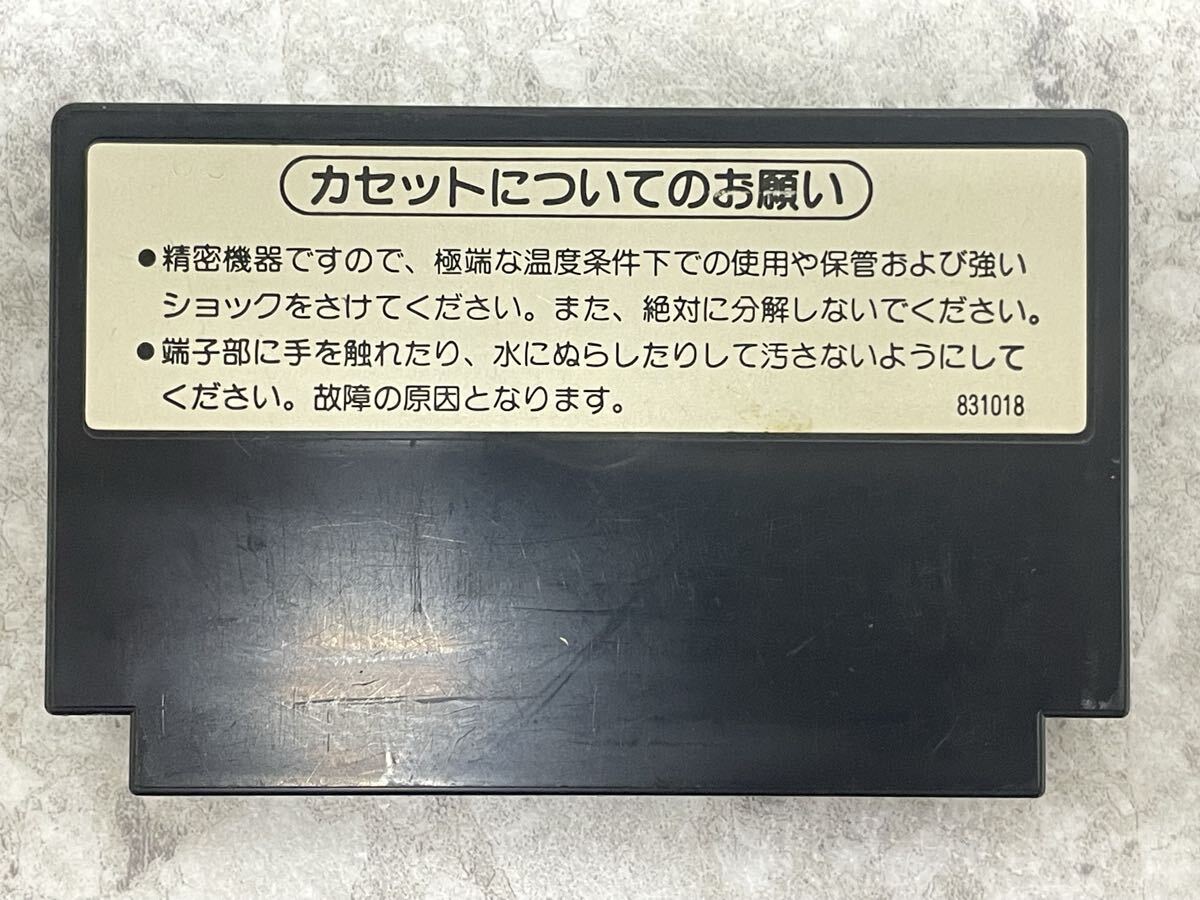 カセットについてのお願い
●精密機器ですので、極端な温度条件下での使用や保管および強い
ショックをさけてください。また、絶対に分解しないでください。
●端子部に手を触れたり、水にぬらしたりして汚さないようにして
ください。故障の原因となります。
831018